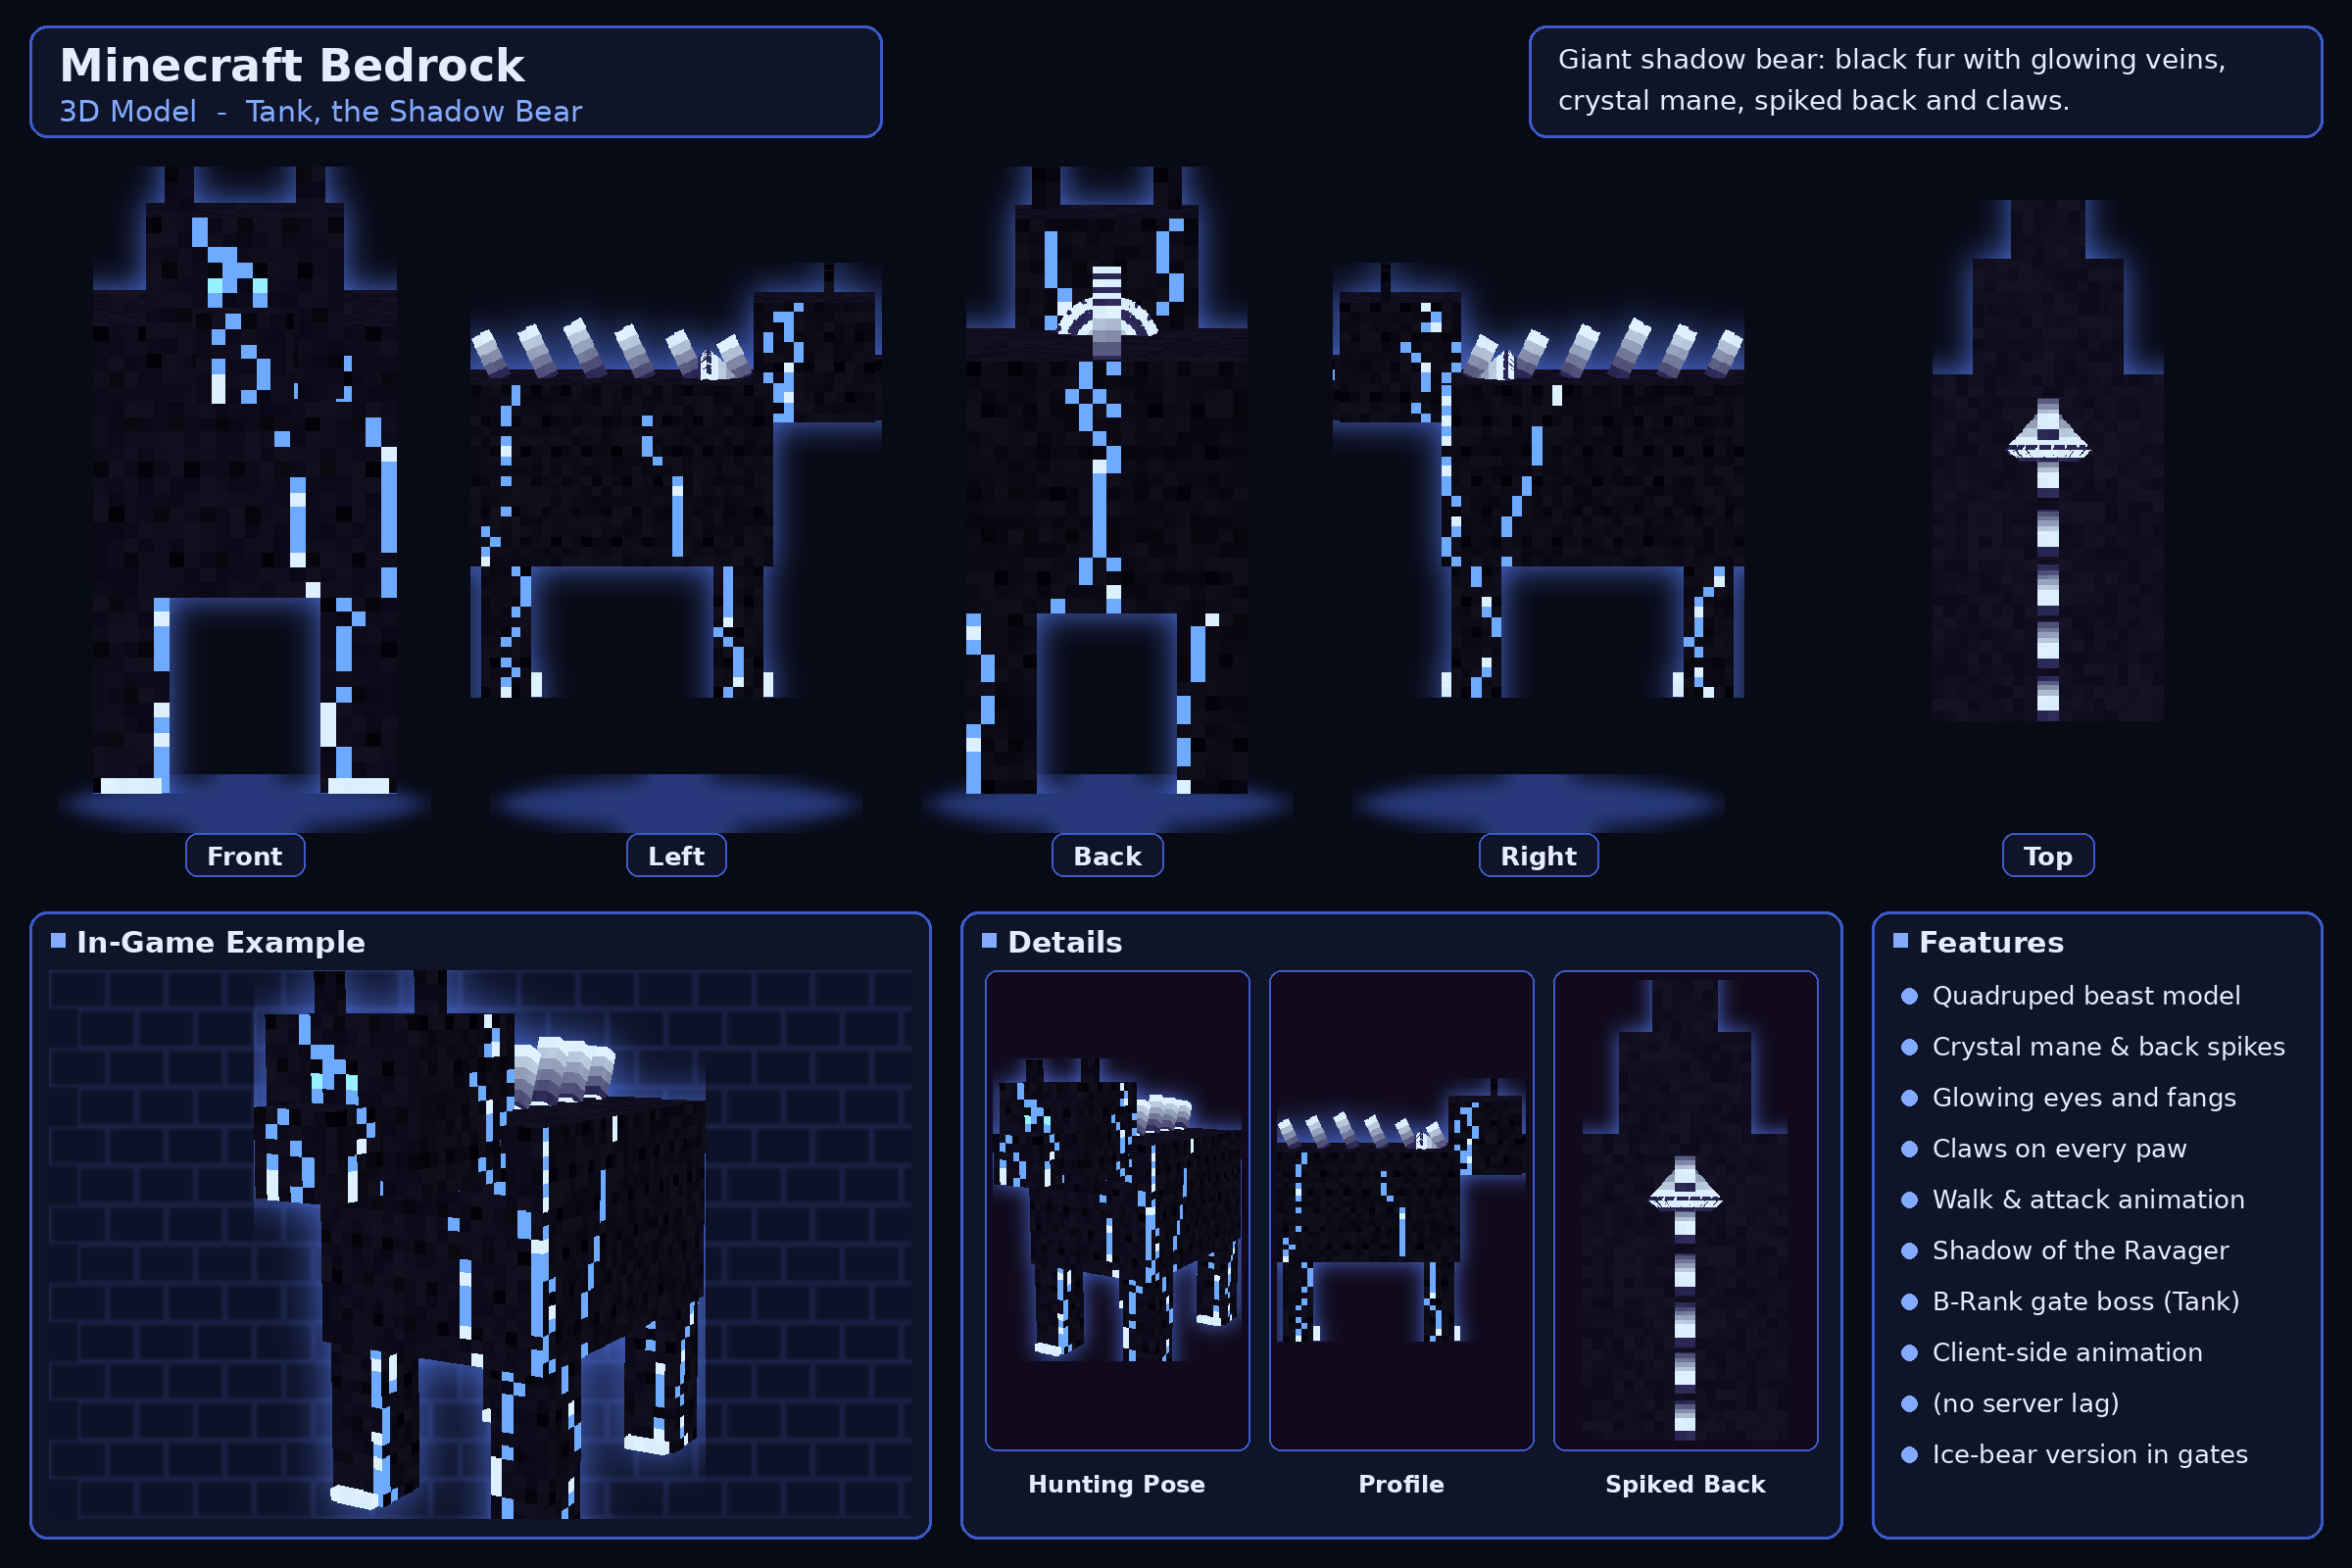 Minecraft Bedrock
3D Model - Tank, the Shadow Bear
Giant shadow bear: black fur with glowing veins,
crystal mane, spiked back and claws.
Front
Left
Back
Right
Top
In-Game Example
Details
Hunting Pose
Profile
Spiked Back
Features
Quadruped beast model
Crystal mane & back spikes
Glowing eyes and fangs
Claws on every paw
Walk & attack animation
Shadow of the Ravager
B-Rank gate boss (Tank)
Client-side animation
(no server lag)
Ice-bear version in gates